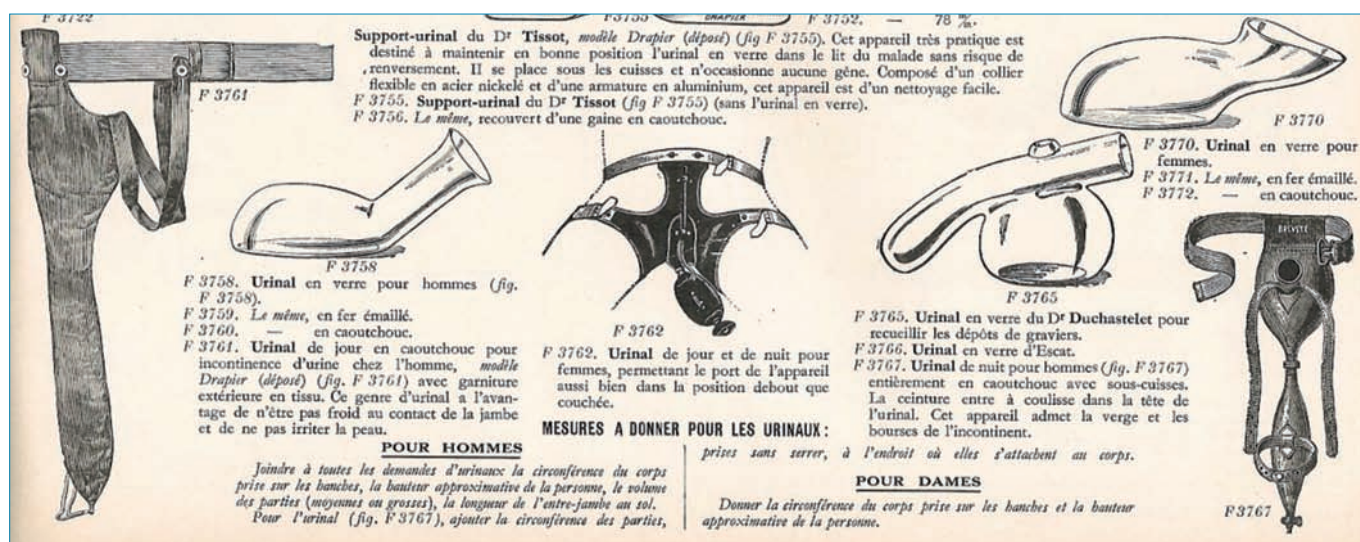 F 3722
F3755
DRAPIER
F 3752. — 78 m/m.
Support-urinal du Dr Tissot, modèle Drapier (déposé) (fig F 3755). Cet appareil très pratique est
destiné à maintenir en bonne position l'urinal en verre dans le lit du malade sans risque de
renversement. Il se place sous les cuisses et n'occasionne aucune gêne. Composé d'un collier
flexible en acier nickelé et d'une armature en aluminium, cet appareil est d'un nettoyage facile.
F 3755. Support-urinal du Dr Tissot (fig F 3755) (sans l'urinal en verre).
F 3756. Le même, recouvert d'une gaine en caoutchouc.
F 3761
F 3758
F 3758. Urinal en verre pour hommes (fig.
F 3758).
F 3759. Le même, en fer émaillé.
F 3760. — en caoutchouc.
F 3761. Urinal de jour en caoutchouc pour
incontinence d'urine chez l'homme, modèle
Drapier (déposé) (fig. F 3761) avec garniture
extérieure en tissu. Ce genre d'urinal a l'avan-
tage de n'être pas froid au contact de la jambe
et de ne pas irriter la peau.
F 3762
F 3762. Urinal de jour et de nuit pour
femmes, permettant le port de l'appareil
aussi bien dans la position debout que
couchée.
F 3770
F 3770. Urinal en verre pour
femmes.
F 3771. Le même, en fer émaillé.
F 3772. — en caoutchouc.
F 3765
F 3765. Urinal en verre du Dr Duchastelet pour
recueillir les dépôts de graviers.
F 3766. Urinal en verre d'Escat.
F 3767. Urinal de nuit pour hommes (fig. F 3767)
entièrement en caoutchouc avec sous-cuisses.
La ceinture entre à coulisse dans la tête de
l'urinal. Cet appareil admet la verge et les
bourses de l'incontinent.
BREVETÉ
F3767
MESURES A DONNER POUR LES URINAUX :
POUR HOMMES
Joindre à toutes les demandes d'urinaux la circonférence du corps
prise sur les hanches, la hauteur approximative de la personne, le volume
des parties (moyennes ou grosses), la longueur de l'entre-jambe au sol.
Pour l'urinal (fig. F 3767), ajouter la circonférence des parties,
prises sans serrer, à l'endroit où elles s'attachent au corps.
POUR DAMES
Donner la circonférence du corps prise sur les hanches et la hauteur
approximative de la personne.